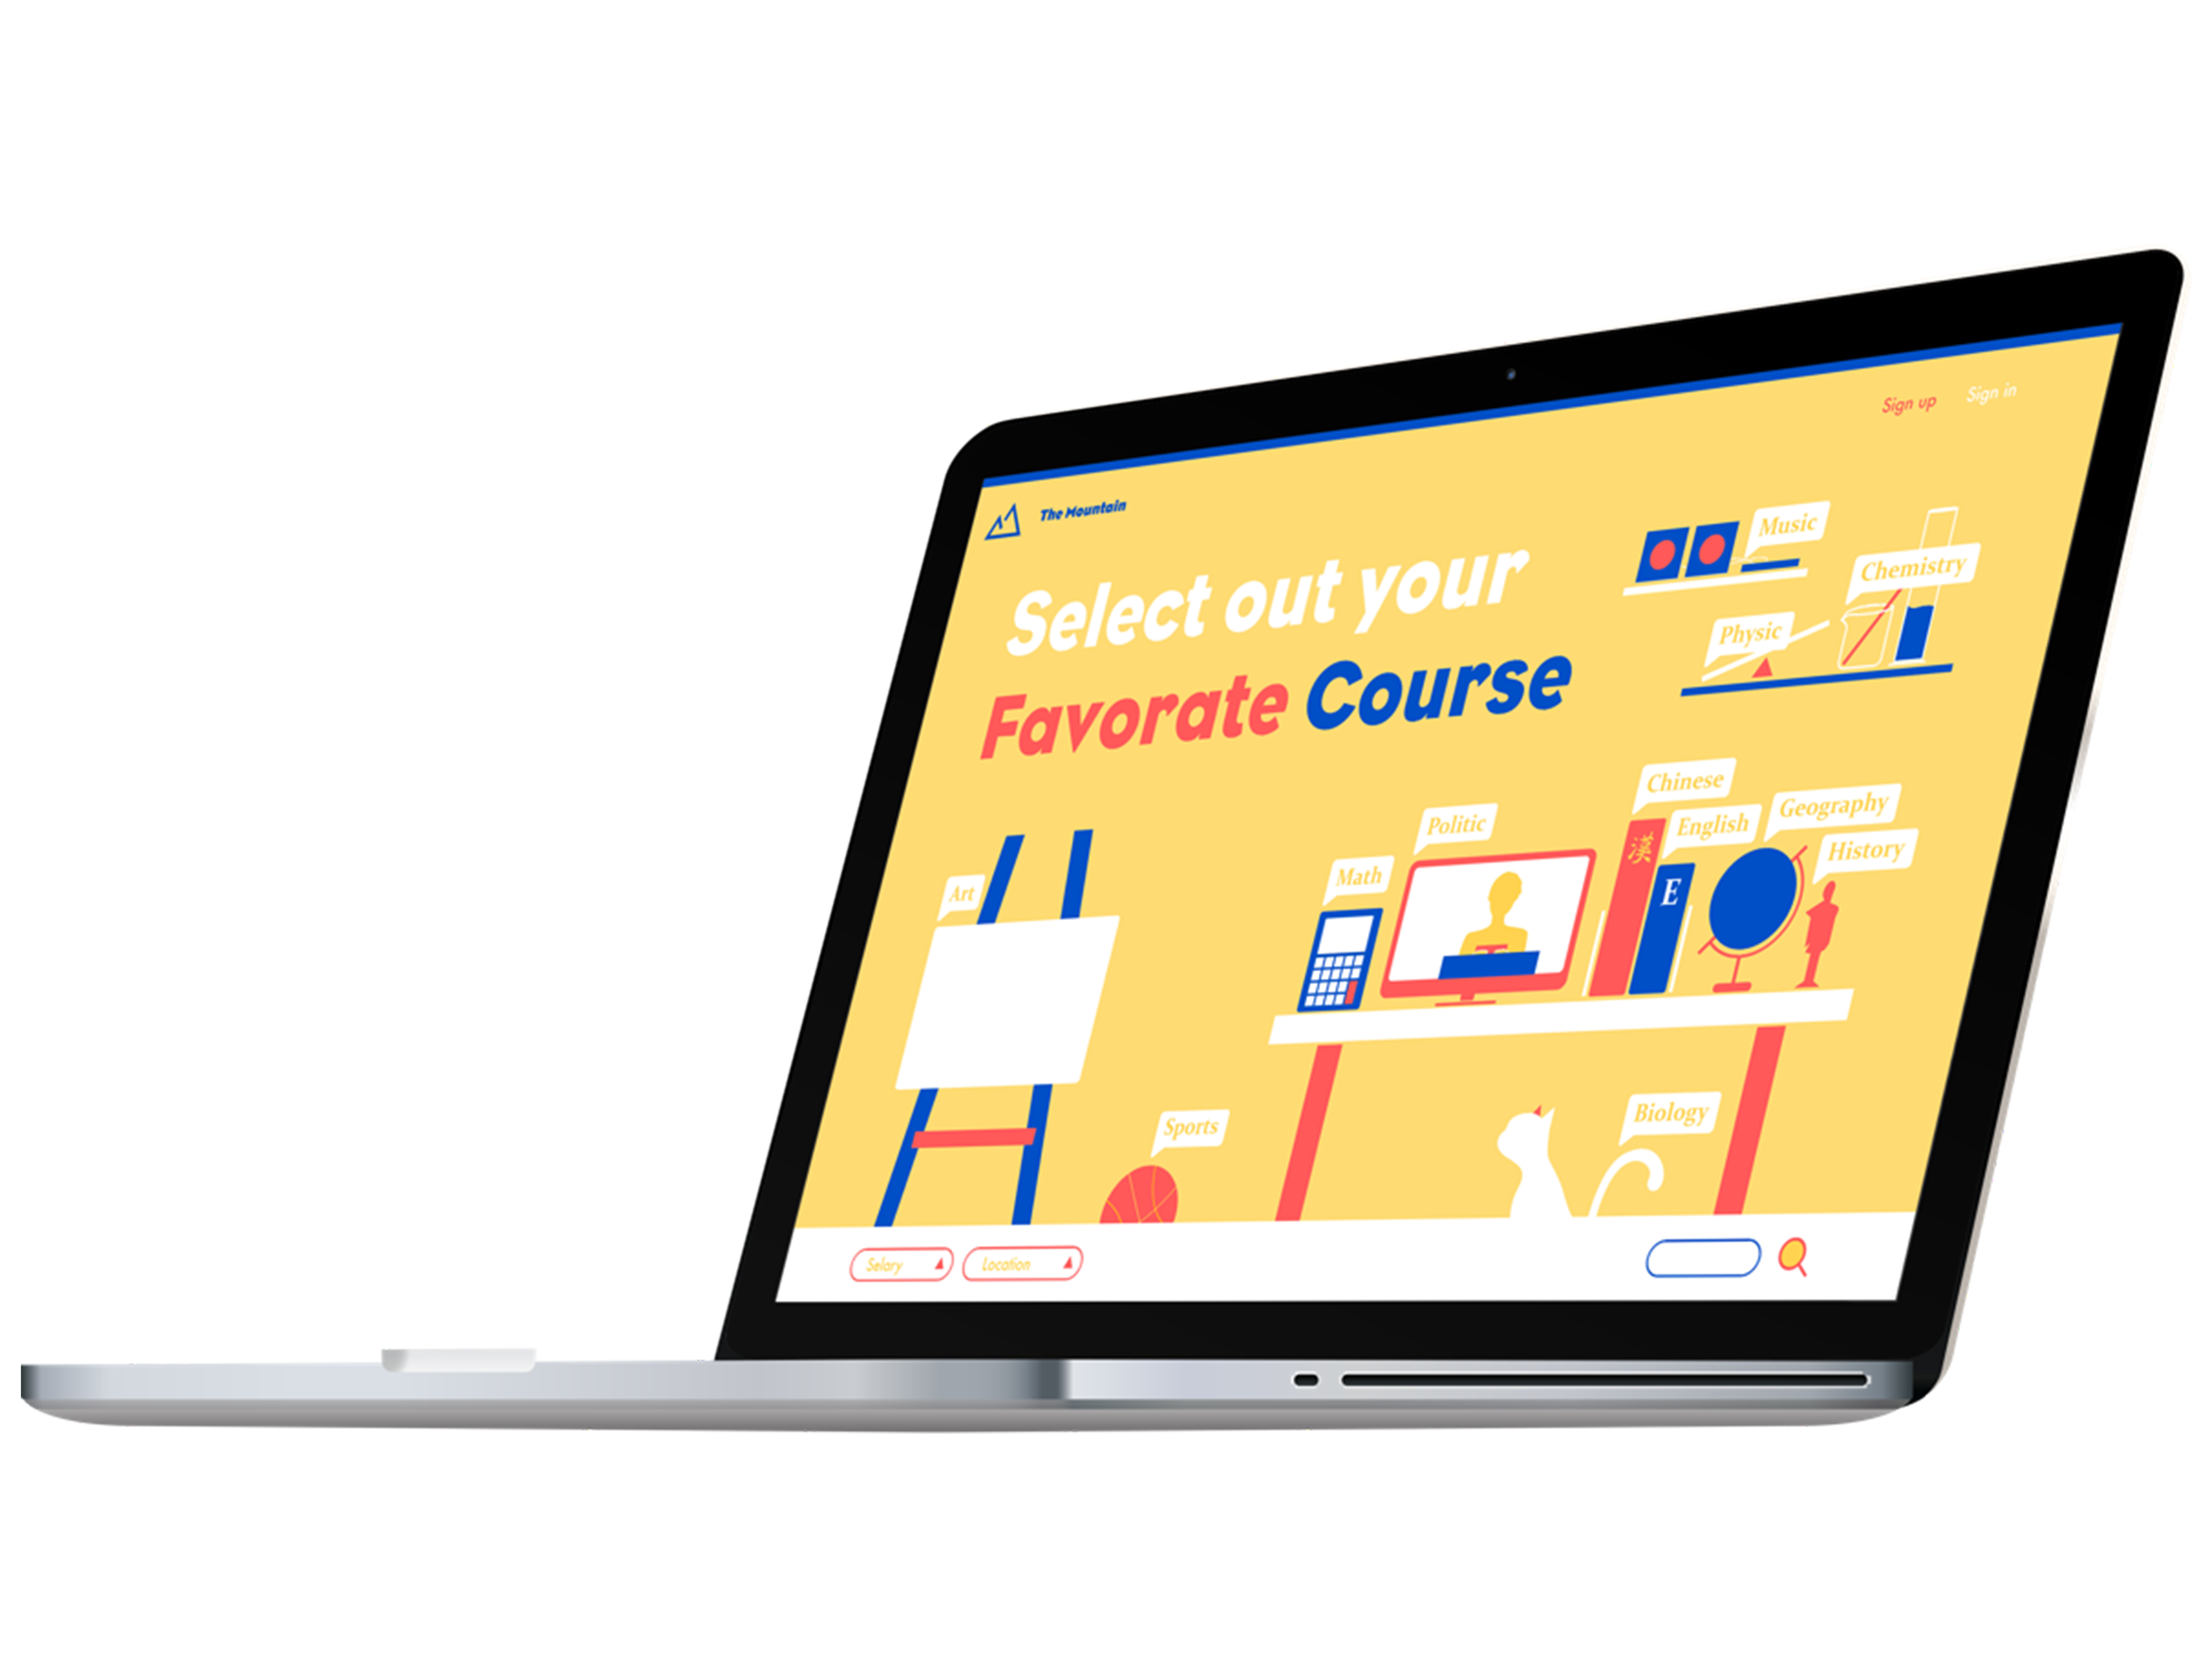 Sign up Sign in
The Mountain
Select out your
Favorate Course
Music
Chemistry
Physic
Chinese
Politic
English
Geography
Math
History
Art
漢
E
Sports
Biology
Selary
Location